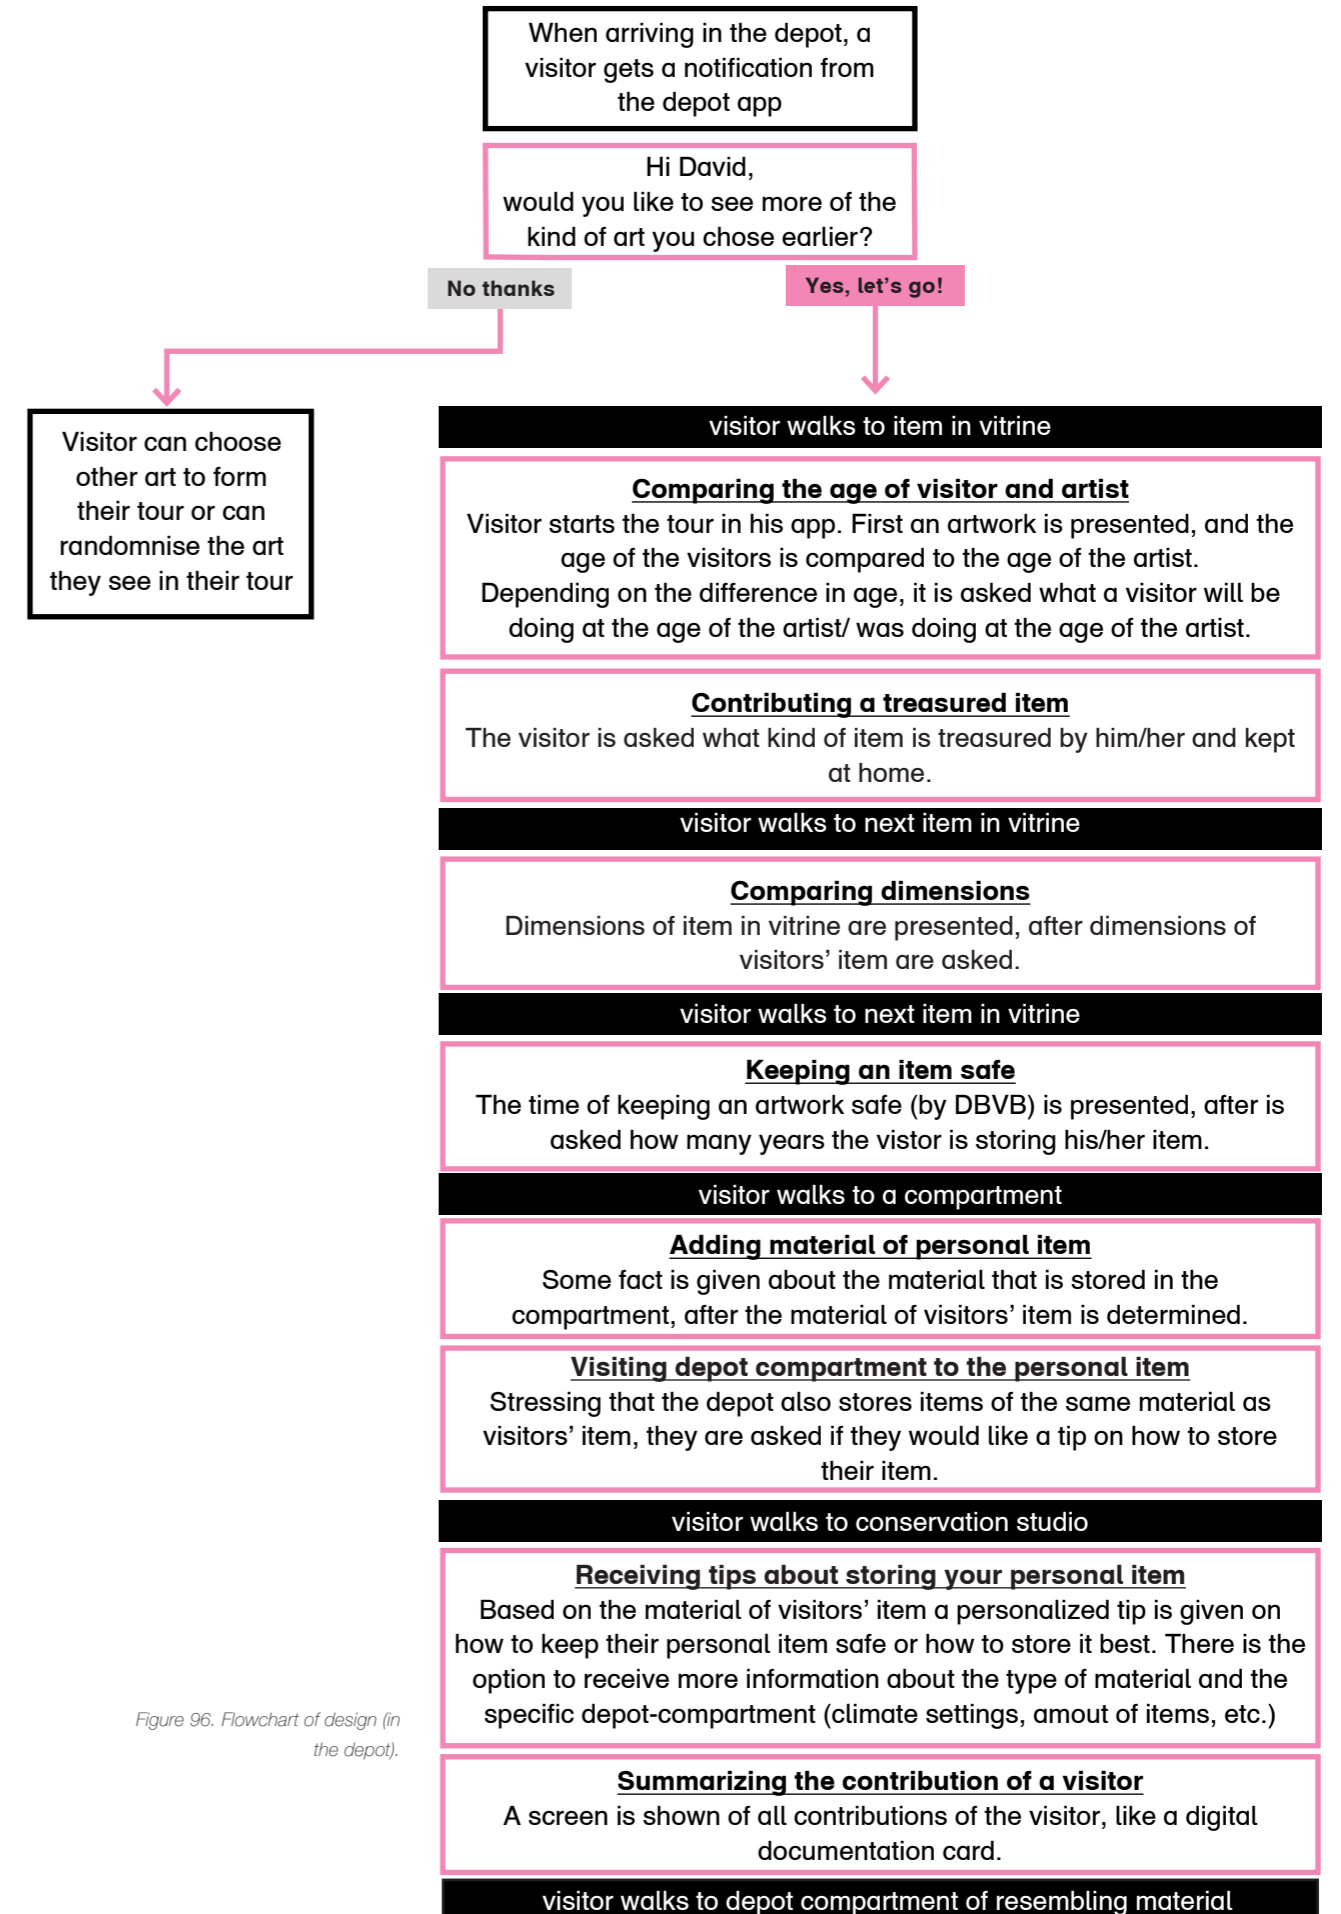 When arriving in the depot, a
visitor gets a notification from
the depot app
Hi David,
would you like to see more of the
kind of art you chose earlier?
No thanks
Yes, let’s go!
Visitor can choose
other art to form
their tour or can
randomnise the art
they see in their tour
visitor walks to item in vitrine
Comparing the age of visitor and artist
Visitor starts the tour in his app. First an artwork is presented, and the
age of the visitors is compared to the age of the artist.
Depending on the difference in age, it is asked what a visitor will be
doing at the age of the artist/ was doing at the age of the artist.
Contributing a treasured item
The visitor is asked what kind of item is treasured by him/her and kept
at home.
visitor walks to next item in vitrine
Comparing dimensions
Dimensions of item in vitrine are presented, after dimensions of
visitors’ item are asked.
visitor walks to next item in vitrine
Keeping an item safe
The time of keeping an artwork safe (by DBVB) is presented, after is
asked how many years the vistor is storing his/her item.
visitor walks to a compartment
Adding material of personal item
Some fact is given about the material that is stored in the
compartment, after the material of visitors’ item is determined.
Visiting depot compartment to the personal item
Stressing that the depot also stores items of the same material as
visitors’ item, they are asked if they would like a tip on how to store
their item.
visitor walks to conservation studio
Receiving tips about storing your personal item
Based on the material of visitors’ item a personalized tip is given on
how to keep their personal item safe or how to store it best. There is the
option to receive more information about the type of material and the
specific depot-compartment (climate settings, amout of items, etc.)
Summarizing the contribution of a visitor
A screen is shown of all contributions of the visitor, like a digital
documentation card.
visitor walks to depot compartment of resembling material
Figure 96. Flowchart of design (in
the depot).